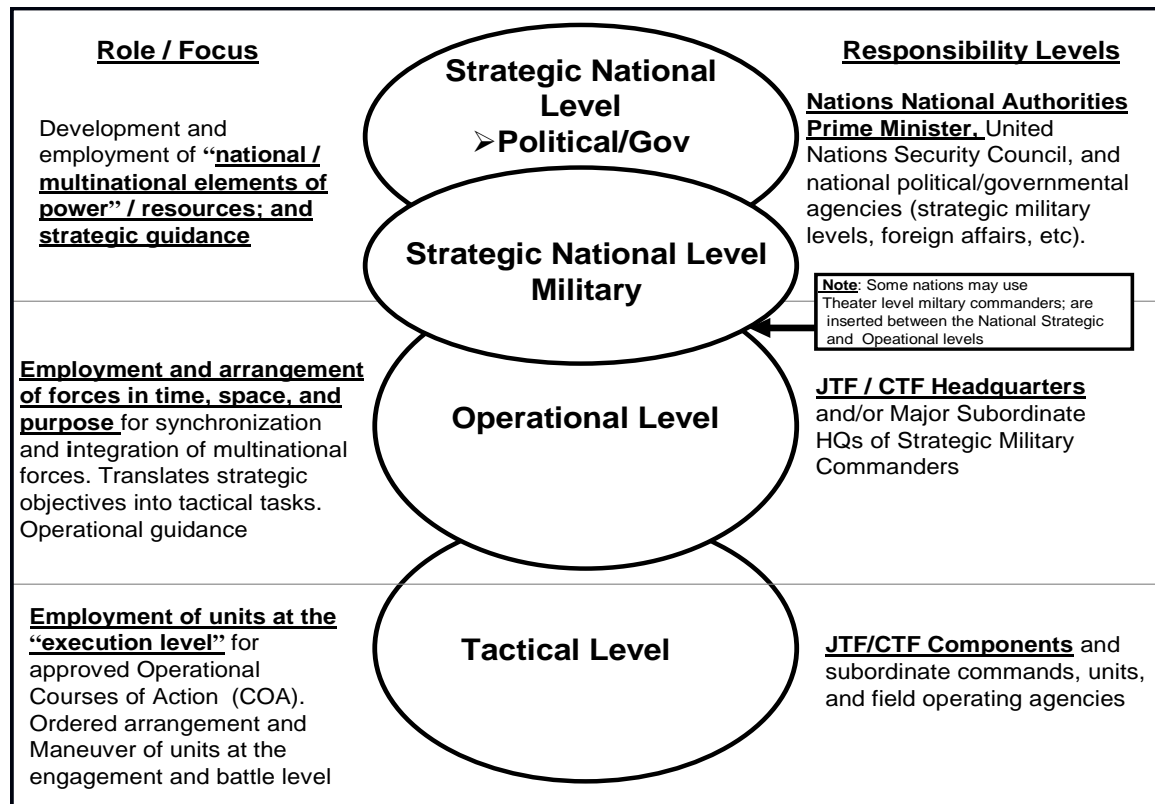 Role / Focus
Development and
employment of “national /
multinational elements of
power” / resources; and
strategic guidance
Strategic National
Level
➢Political/Gov
Strategic National Level
Military
Responsibility Levels
Nations National Authorities
Prime Minister, United
Nations Security Council, and
national political/governmental
agencies (strategic military
levels, foreign affairs, etc).
Note: Some nations may use
Theater level miltary commanders; are
inserted between the National Strategic
and Opeational levels
Employment and arrangement
of forces in time, space, and
purpose for synchronization
and integration of multinational
forces. Translates strategic
objectives into tactical tasks.
Operational guidance
Operational Level
JTF / CTF Headquarters
and/or Major Subordinate
HQs of Strategic Military
Commanders
Employment of units at the
“execution level” for
approved Operational
Courses of Action (COA).
Ordered arrangement and
Maneuver of units at the
engagement and battle level
Tactical Level
JTF/CTF Components and
subordinate commands, units,
and field operating agencies